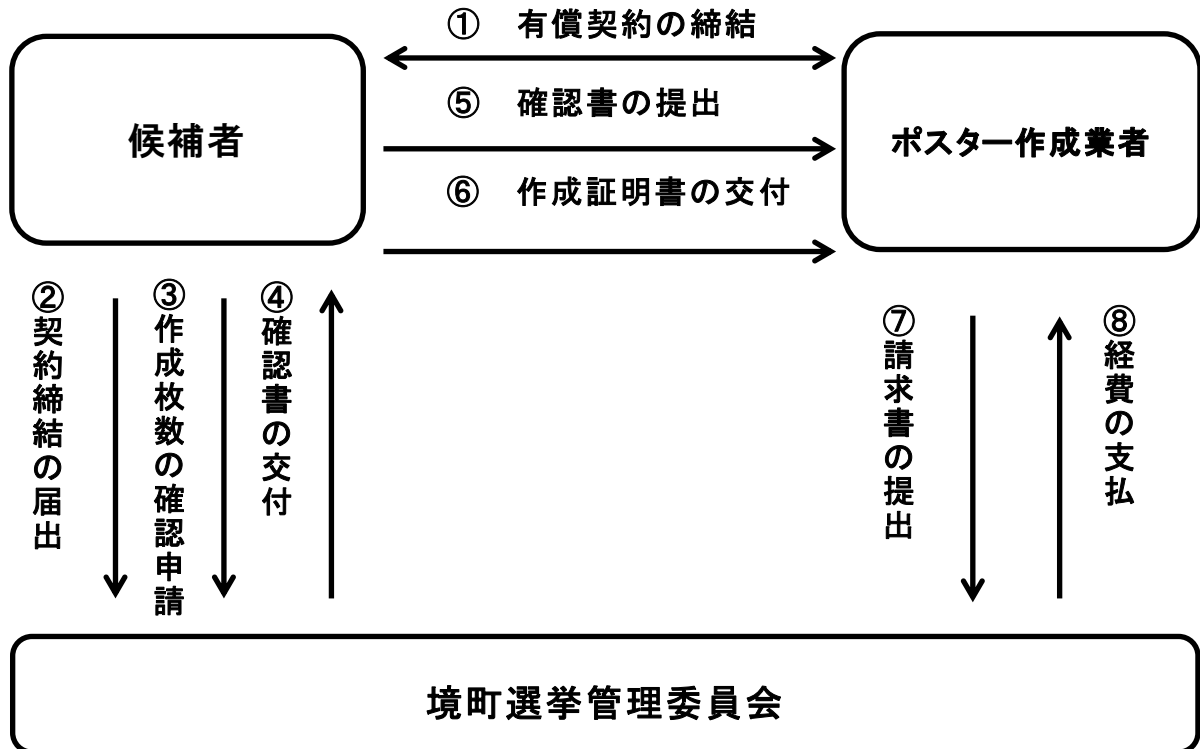 ① 有償契約の締結
候補者
⑤ 確認書の提出
ポスター作成業者
⑥ 作成証明書の交付
②契約締結の届出
③作成枚数の確認申請
④確認書の交付
⑦請求書の提出
⑧経費の支払
境町選挙管理委員会